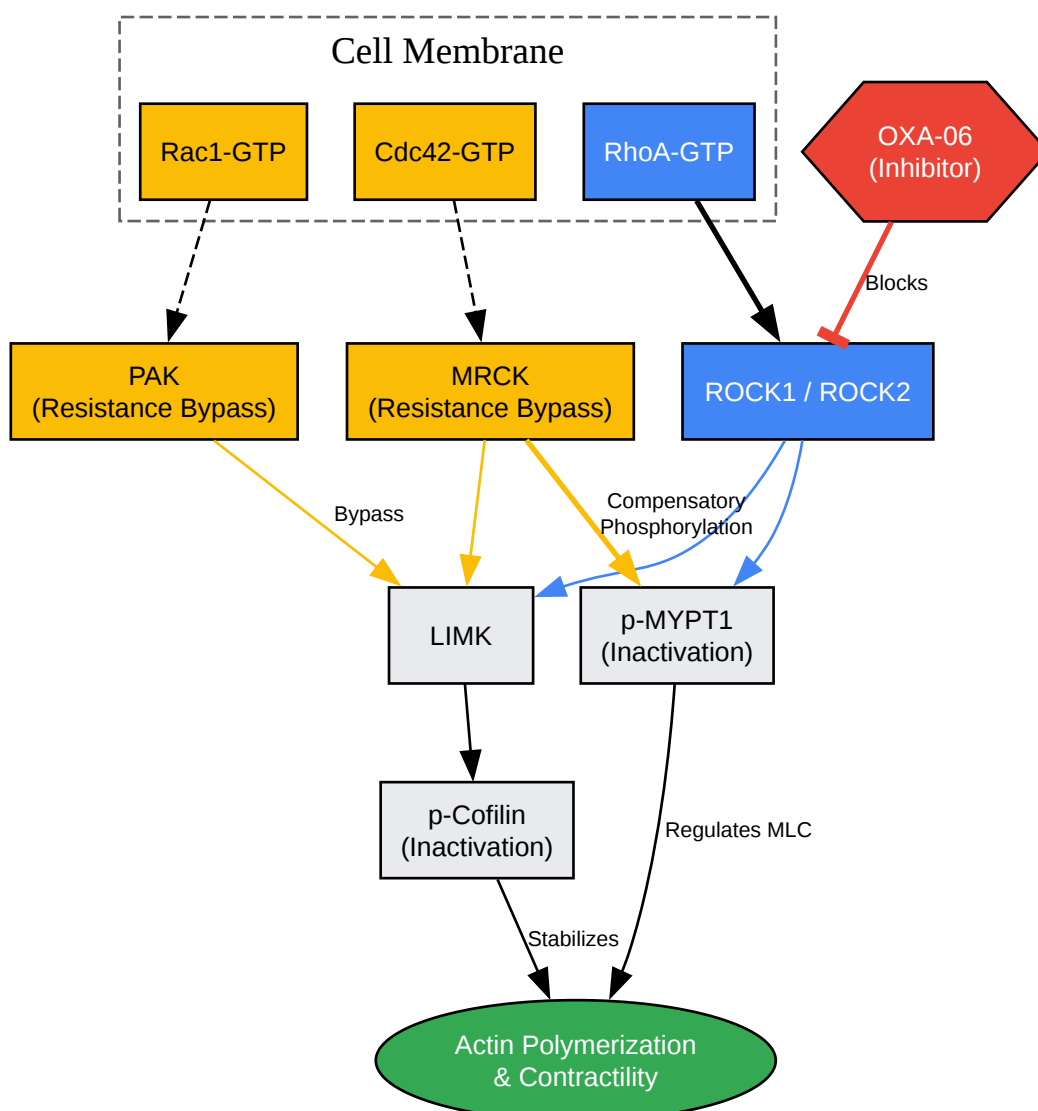 Cell Membrane
Rac1-GTP
Cdc42-GTP
RhoA-GTP
OXA-06
(Inhibitor)
Blocks
PAK
(Resistance Bypass)
MRCK
(Resistance Bypass)
ROCK1 / ROCK2
Bypass
Compensatory
Phosphorylation
LIMK
p-MYPT1
(Inactivation)
p-Cofilin
(Inactivation)
Regulates MLC
Stabilizes
Actin Polymerization
& Contractility